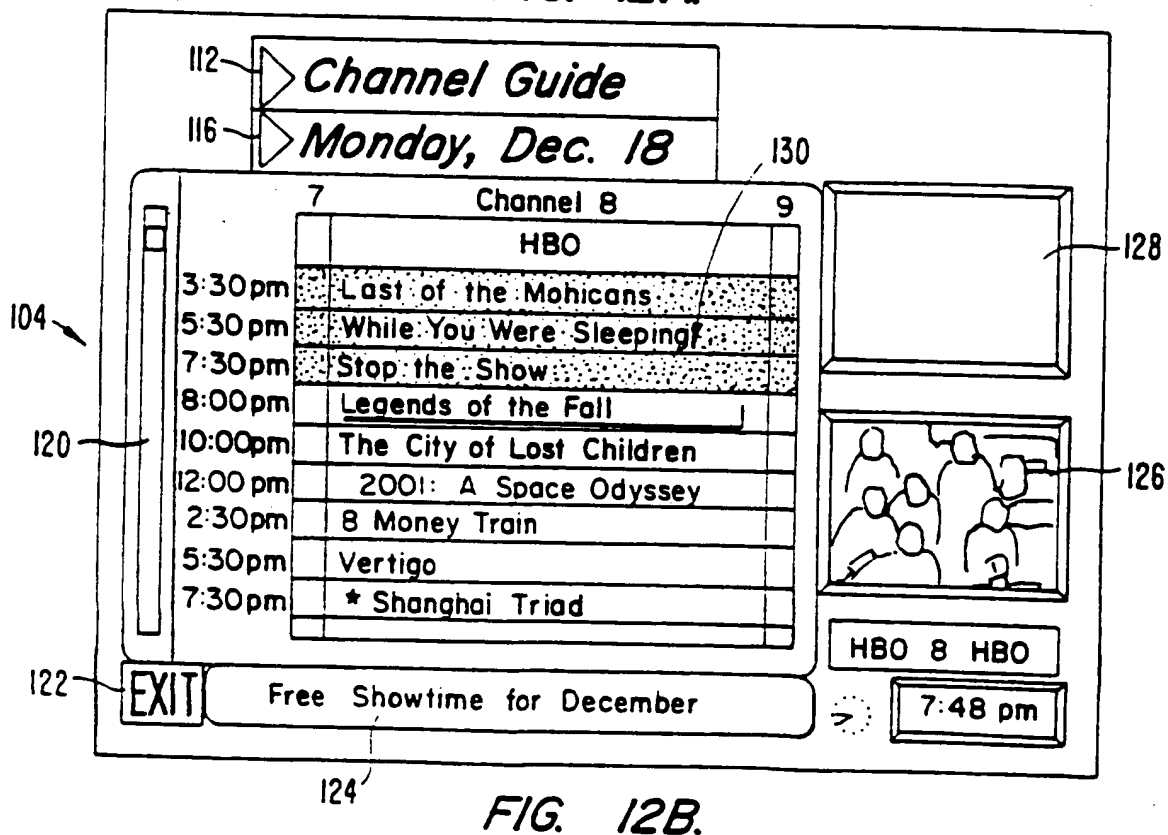 112 Channel Guide
116 Monday, Dec. 18
130
7 Channel 8 9
HBO
3:30pm Last of the Mohicans
5:30pm While You Were Sleeping
7:30pm Stop the Show
8:00pm Legends of the Fall
10:00pm The City of Lost Children
12:00 pm 2001: A Space Odyssey
2:30pm 8 Money Train
5:30pm Vertigo
7:30pm * Shanghai Triad
104
120
128
126
HBO 8 HBO
122 EXIT Free Showtime for December
7:48 pm
124
FIG. 12B.